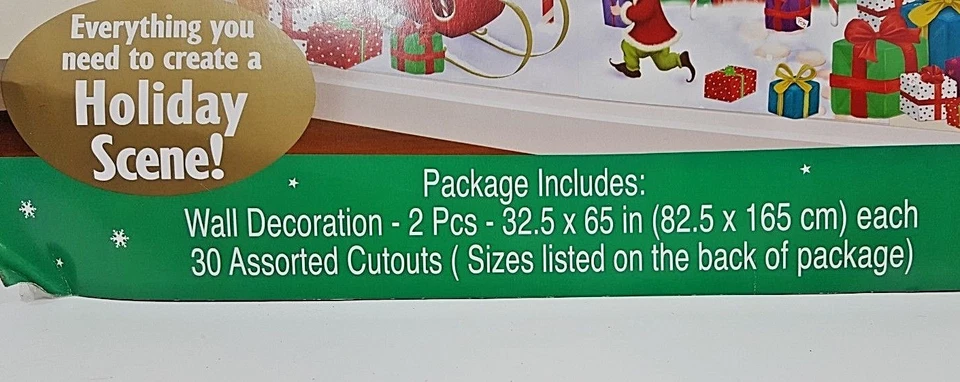 Everything you
need to create a
Holiday
Scene!
Package Includes:
Wall Decoration - 2 Pcs - 32.5 x 65 in (82.5 x 165 cm) each
30 Assorted Cutouts ( Sizes listed on the back of package)